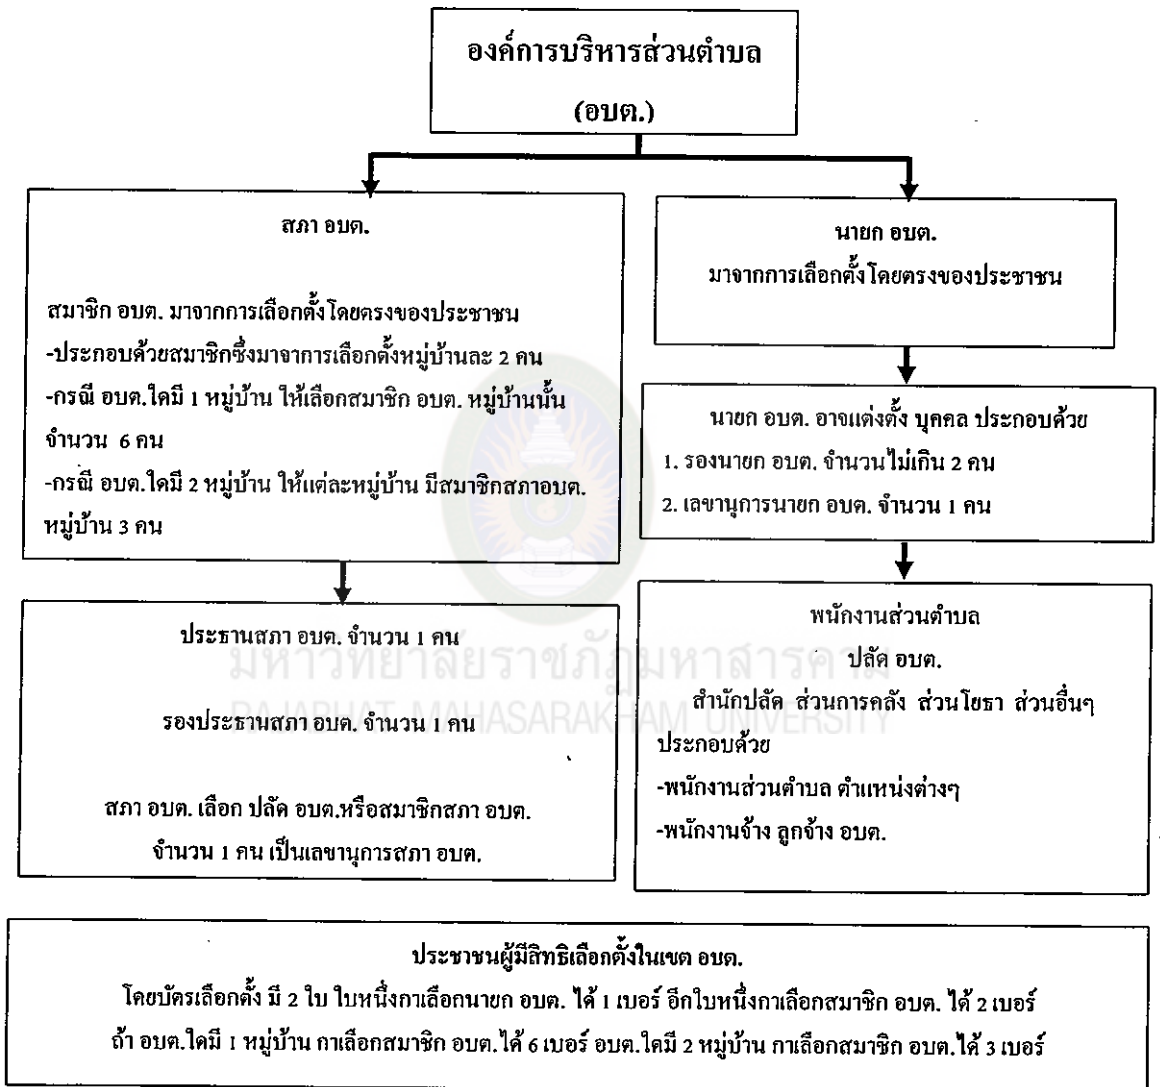 องค์การบริหารส่วนตำบล
(อบต.)
สภา อบต.
สมาชิก อบต. มาจากการเลือกตั้งโดยตรงของประชาชน
-ประกอบด้วยสมาชิกซึ่งมาจาการเลือกตั้งหมู่บ้านละ 2 คน
-กรณี อบต.ใดมี 1 หมู่บ้าน ให้เลือกสมาชิก อบต. หมู่บ้านนั้น
จำนวน 6 คน
-กรณี อบต.ใดมี 2 หมู่บ้าน ให้แต่ละหมู่บ้าน มีสมาชิกสภาอบต.
หมู่บ้าน 3 คน
นายก อบต.
มาจากการเลือกตั้งโดยตรงของประชาชน
นายก อบต. อาจแต่งตั้ง บุคคล ประกอบด้วย
1. รองนายก อบต. จำนวนไม่เกิน 2 คน
2. เลขานุการนายก อบต. จำนวน 1 คน
ประธานสภา อบต. จำนวน 1 คน
รองประธานสภา อบต. จำนวน 1 คน
สภา อบต. เลือก ปลัด อบต.หรือสมาชิกสภา อบต.
จำนวน 1 คน เป็นเลขานุการสภา อบต.
พนักงานส่วนตำบล
ปลัด อบต.
สำนักปลัด ส่วนการคลัง ส่วนโยธา ส่วนอื่นๆ
ประกอบด้วย
-พนักงานส่วนตำบล ตำแหน่งต่างๆ
-พนักงานจ้าง ลูกจ้าง อบต.
มหาวิทยาลัยราชภัฏมหาสารคาม
RAJABHAT MAHASARAKHAM UNIVERSITY
ประชาชนผู้มีสิทธิเลือกตั้งในเขต อบต.
โดยบัตรเลือกตั้ง มี 2 ใบ ใบหนึ่งกาเลือกนายก อบต. ได้ 1 เบอร์ อีกใบหนึ่งกาเลือกสมาชิก อบต. ได้ 2 เบอร์
ถ้า อบต.ใดมี 1 หมู่บ้าน กาเลือกสมาชิก อบต.ได้ 6 เบอร์ อบต.ใดมี 2 หมู่บ้าน กาเลือกสมาชิก อบต.ได้ 3 เบอร์